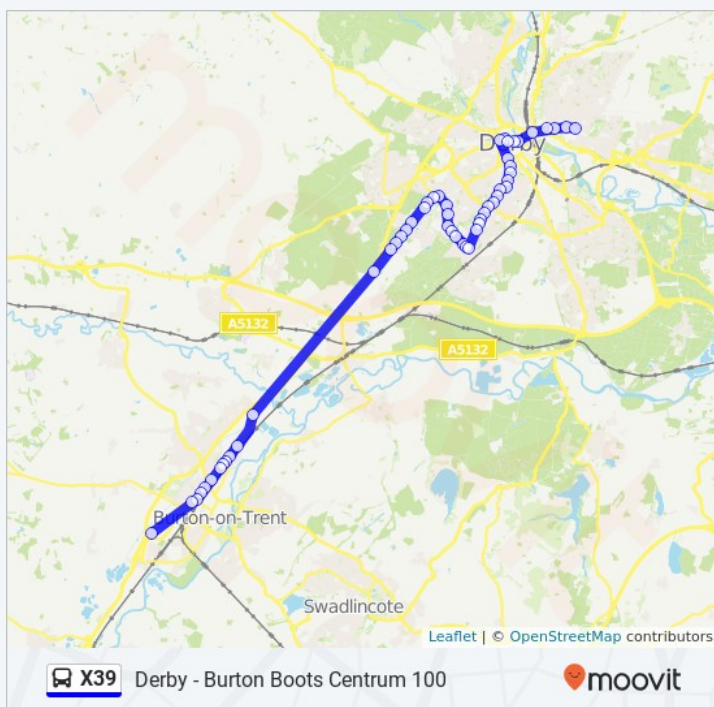 Derby
A5132
A5132
Burton-on-Trent
Swadlincote
Leaflet | © OpenStreetMap contributors
X39 Derby - Burton Boots Centrum 100
moovit